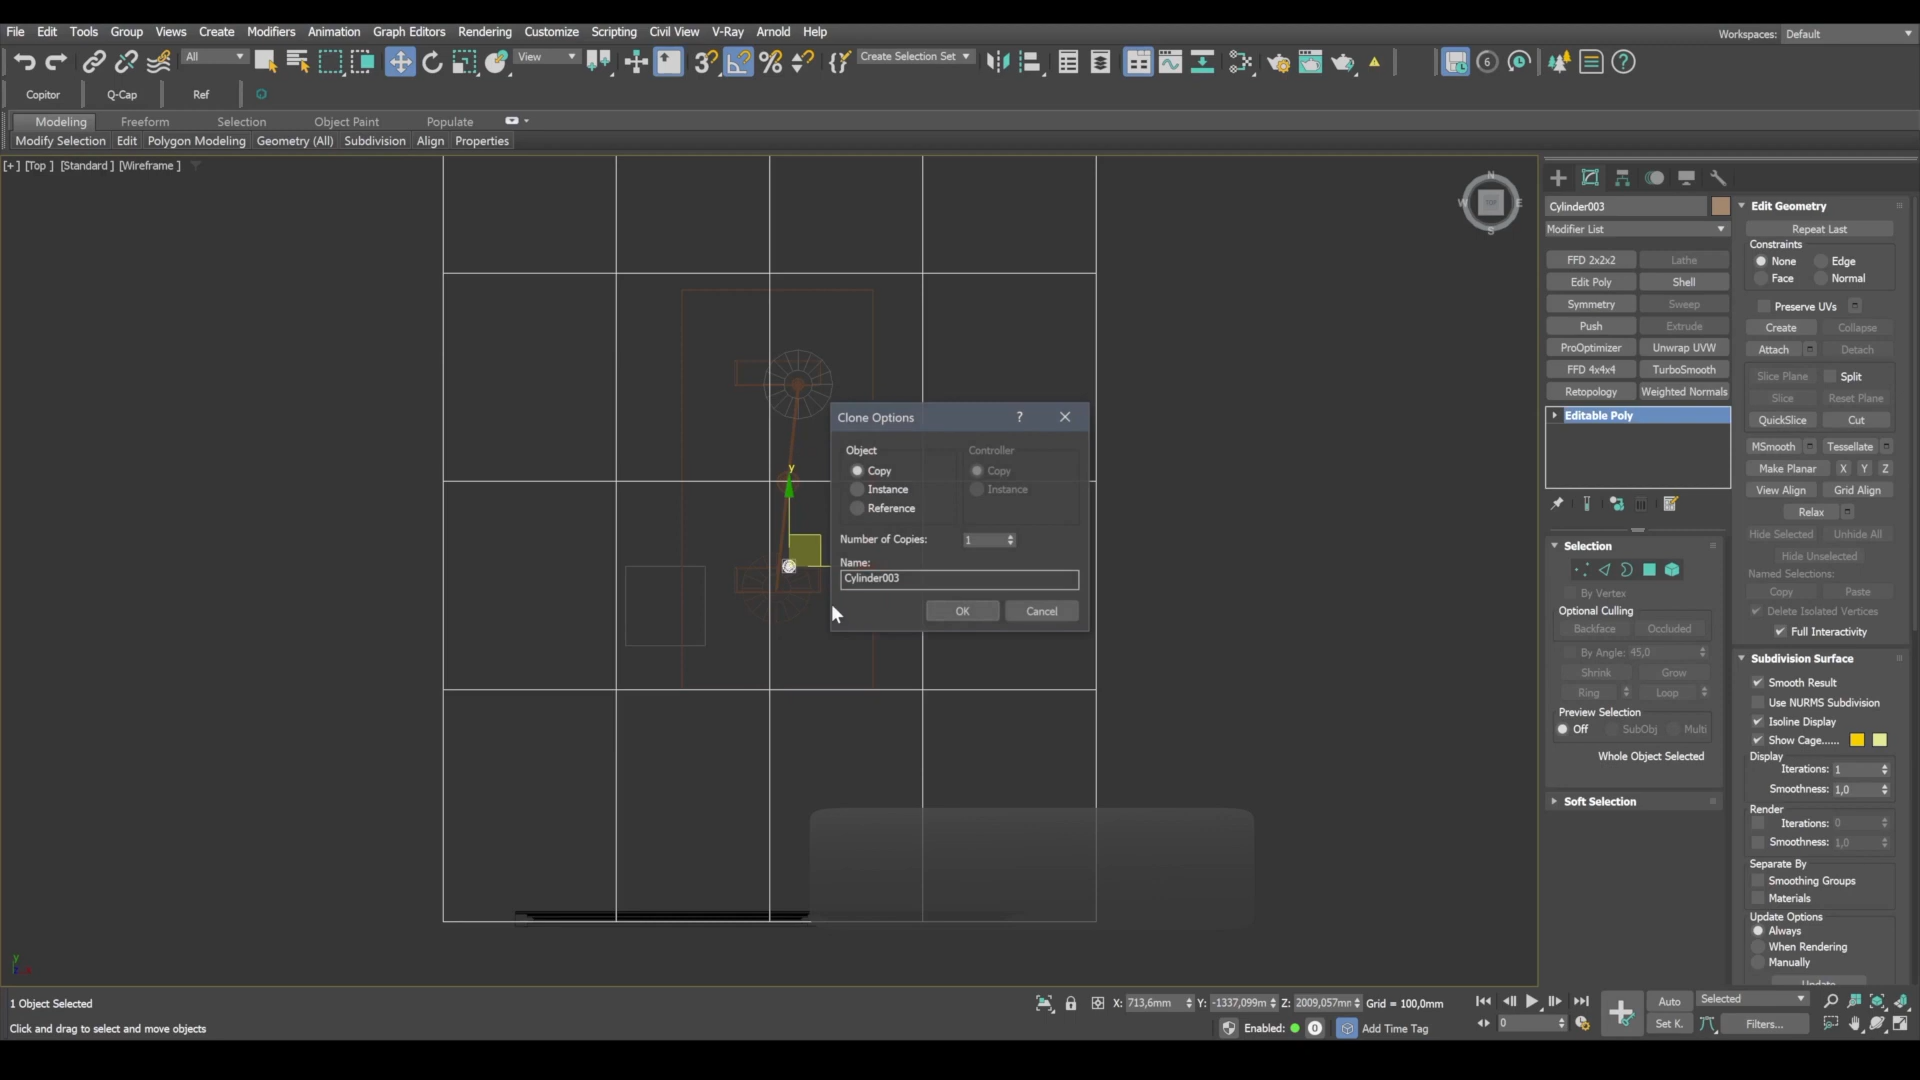 File Edit Tools Group Views Create Modifiers Animation Graph Editors Rendering Customize Scripting Civil View V-Ray Arnold Help
Workspaces: Default
All View Create Selection Set
Copitor Q-Cap Ref
Modeling Freeform Selection Object Paint Populate
Modify Selection Edit Polygon Modeling Geometry (All) Subdivision Align Properties
[+] [Top ] [Standard ] [Wireframe ]
N
W E
S
TOP
Clone Options ?
Object Controller
Copy Copy
Instance Instance
Reference
Number of Copies: 1
Name:
Cylinder003
OK Cancel
y
Cylinder003
Modifier List
FFD 2x2x2 Lathe
Edit Poly Shell
Symmetry Sweep
Push Extrude
ProOptimizer Unwrap UVW
FFD 4x4x4 TurboSmooth
Retopology Weighted Normals
Editable Poly
Selection
By Vertex
Optional Culling
Backface Occluded
By Angle: 45,0
Shrink Grow
Ring Loop
Preview Selection
Off SubObj Multi
Whole Object Selected
Soft Selection
Edit Geometry
Repeat Last
Constraints
None Edge
Face Normal
Preserve UVs
Create Collapse
Attach Detach
Slice Plane Split
Slice Reset Plane
QuickSlice Cut
MSmooth Tessellate
Make Planar X Y Z
View Align Grid Align
Relax
Hide Selected Unhide All
Hide Unselected
Named Selections:
Copy Paste
Delete Isolated Vertices
Full Interactivity
Subdivision Surface
Smooth Result
Use NURMS Subdivision
Isoline Display
Show Cage......
Display
Iterations: 1
Smoothness: 1,0
Render
Iterations: 0
Smoothness: 1,0
Separate By
Smoothing Groups
Materials
Update Options
Always
When Rendering
Manually
Update
y
1 Object Selected
X: 713,6mm Y: -1337,099m Z: 2009,057mm Grid = 100,0mm
Auto Selected
Click and drag to select and move objects
Enabled: 0 Add Time Tag
0
Set K. Filters...